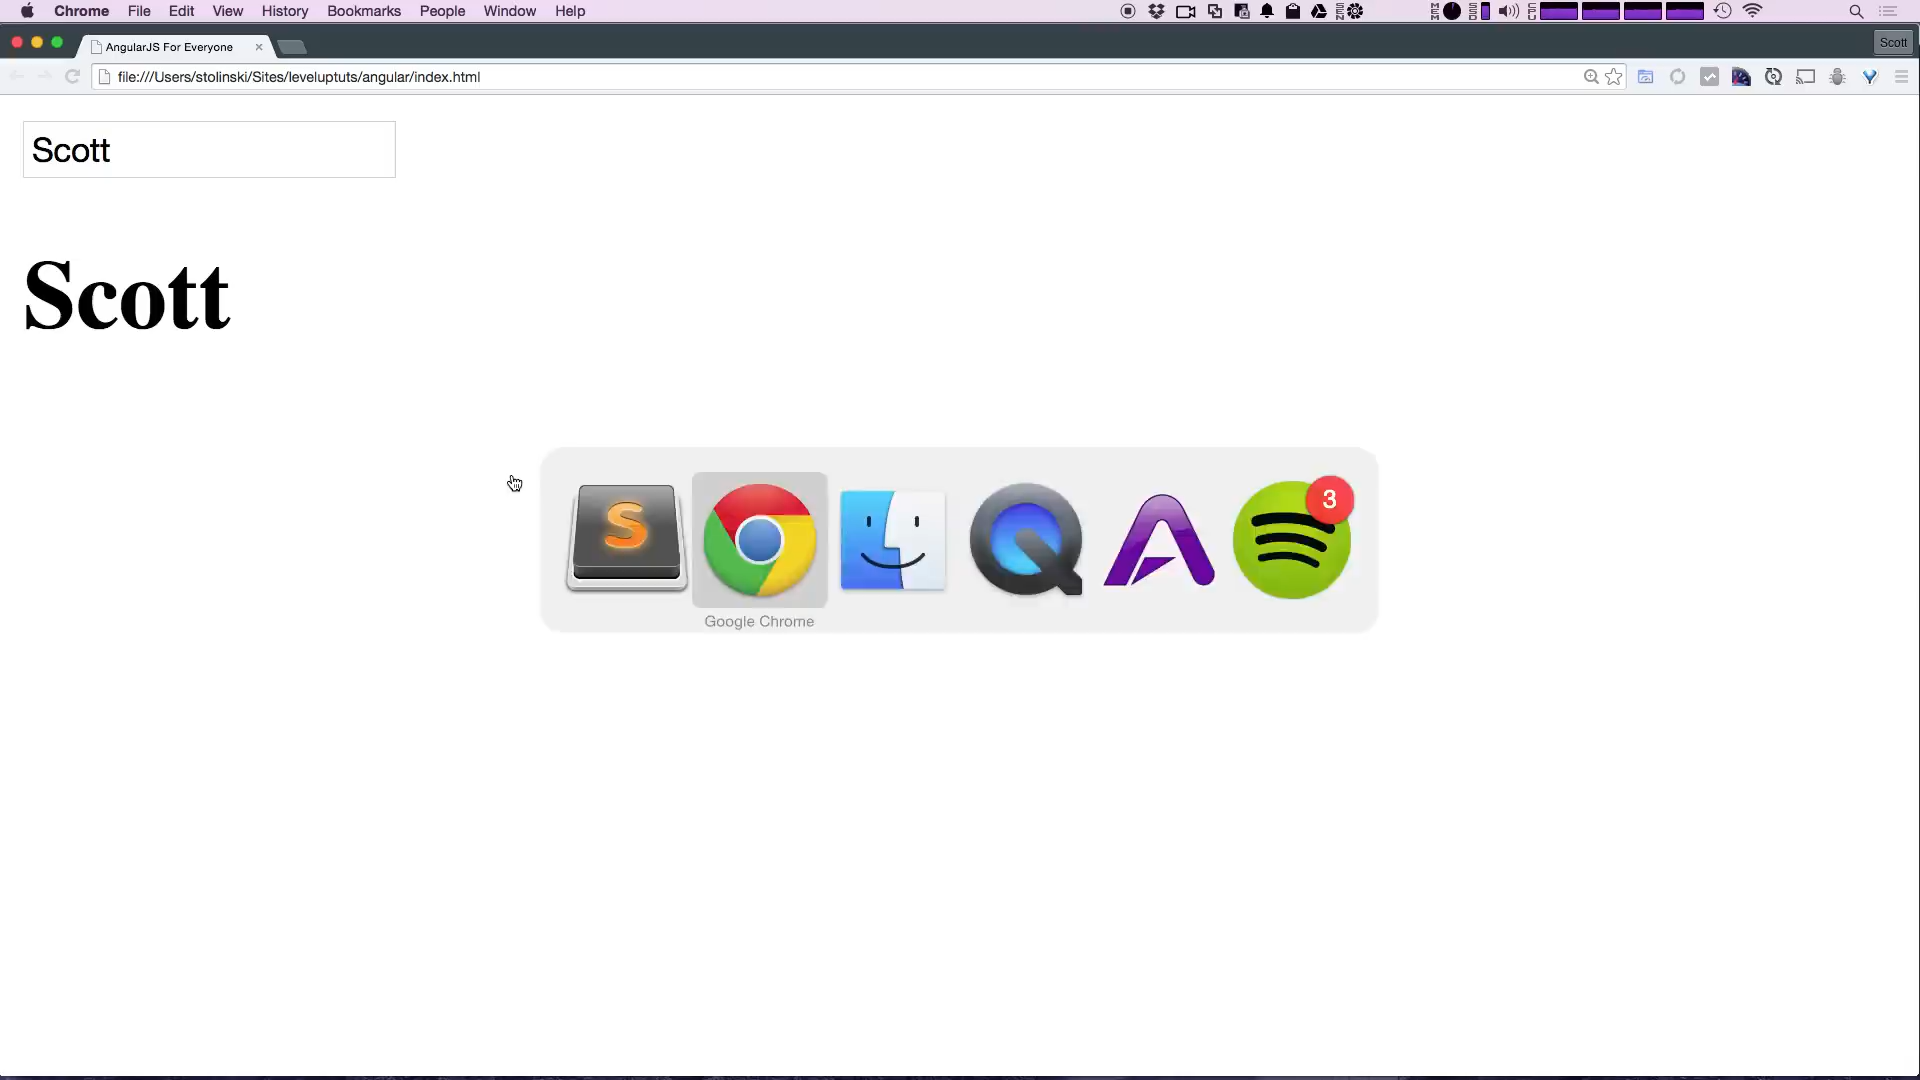 Chrome File Edit View History Bookmarks People Window Help
AngularJS For Everyone
Scott
file:///Users/stolinski/Sites/leveluptuts/angular/index.html
Scott
Scott
3
Google Chrome